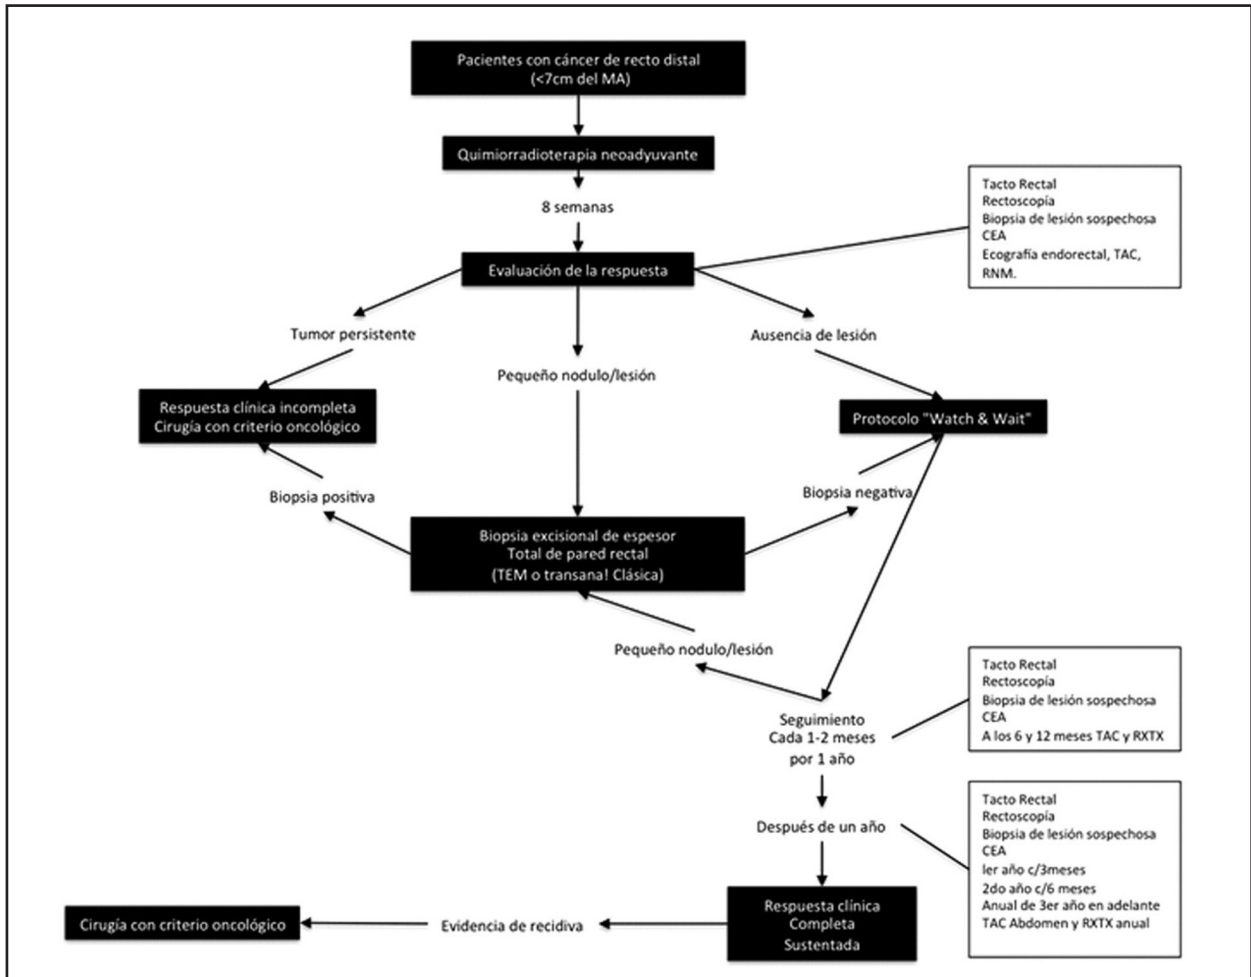 Pacientes con cáncer de recto distal
(<7cm del MA)
Quimiorradioterapia neoadyuvante
8 semanas
Tacto Rectal
Rectoscopía
Biopsia de lesión sospechosa
CEA
Ecografía endorectal, TAC,
RNM.
Evaluación de la respuesta
Tumor persistente
Pequeño nodulo/lesión
Ausencia de lesión
Respuesta clínica incompleta
Cirugía con criterio oncológico
Protocolo "Watch & Wait"
Biopsia positiva
Biopsia negativa
Biopsia excisional de espesor
Total de pared rectal
(TEM o transana! Clásica)
Pequeño nodulo/lesión
Seguimiento
Cada 1-2 meses
por 1 año
Tacto Rectal
Rectoscopía
Biopsia de lesión sospechosa
CEA
A los 6 y 12 meses TAC y RXTX
Después de un año
Tacto Rectal
Rectoscopía
Biopsia de lesión sospechosa
CEA
ler año c/3meses
2do año c/6 meses
Anual de 3er año en adelante
TAC Abdomen y RXTX anual
Respuesta clínica
Completa
Sustentada
Evidencia de recidiva
Cirugía con criterio oncológico